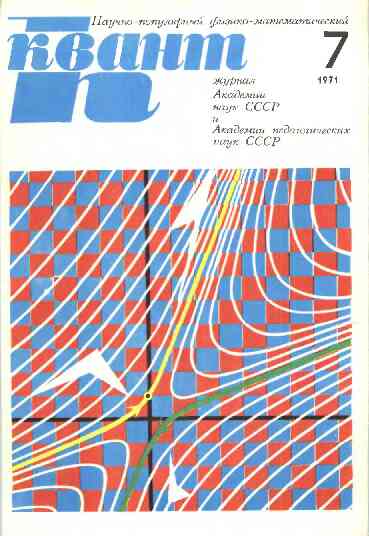 Научно-популярный физико-математический
квант
7
1971
журнал
Академии
наук СССР
и
Академии педагогических
наук СССР